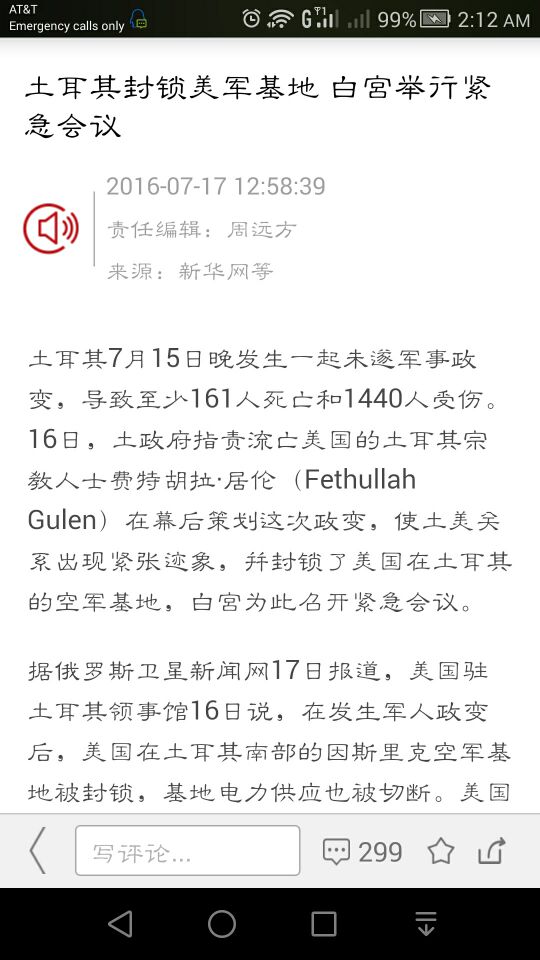 AT&T
Emergency calls only
99%
2:12 AM
土耳其封锁美军基地 白宫举行紧
急会议
2016-07-17 12:58:39
责任编辑：周远方
来源：新华网等
土耳其7月15日晚发生一起未遂军事政
变，导致至少161人死亡和1440人受伤。
16日，土政府指责流亡美国的土耳其宗
教人士费特胡拉·居伦（Fethullah
Gulen）在幕后策划这次政变，使土美关
系出现紧张迹象，并封锁了美国在土耳其
的空军基地，白宫为此召开紧急会议。
据俄罗斯卫星新闻网17日报道，美国驻
土耳其领事馆16日说，在发生军人政变
后，美国在土耳其南部的因斯里克空军基
地被封锁，基地电力供应也被切断。美国
写评论...
299